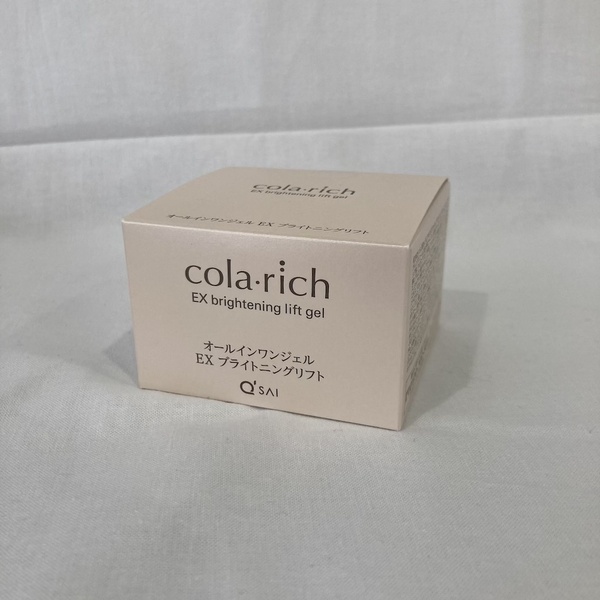 cola·rich
EX brightening lift gel
オールインワンジェル EX ブライトニングリフト
cola·rich
EX brightening lift gel
オールインワンジェル
EX ブライトニングリフト
Q'SAI